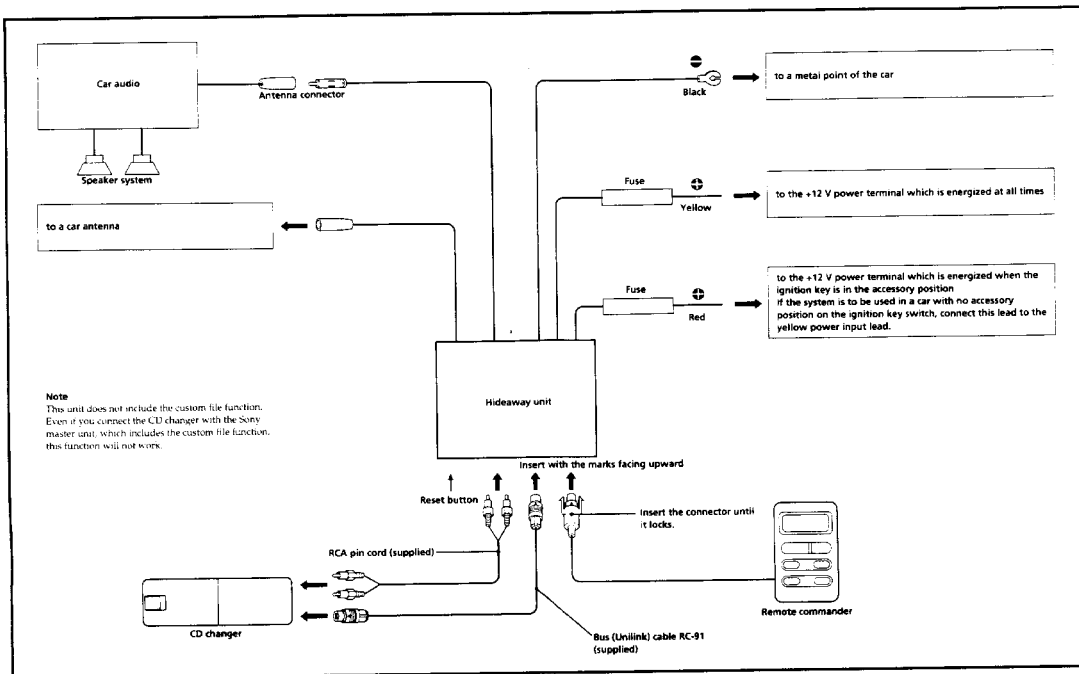 Car audio
Antenna connector
Speaker system
to a car antenna
Black
to a metal point of the car
Fuse
Yellow
to the +12 V power terminal which is energized at all times
Fuse
Red
to the +12 V power terminal which is energized when the
ignition key is in the accessory position
If the system is to be used in a car with no accessory
position on the ignition key switch, connect this lead to the
yellow power input lead.
Hideaway unit
Note
This unit does not include the custom file function.
Even if you connect the CD changer with the Sony
master unit, which includes the custom file function,
this function will not work.
Insert with the marks facing upward
Reset button
Insert the connector until
it locks.
RCA pin cord (supplied)
CD changer
Remote commander
Bus (Unilink) cable RC-91
(supplied)